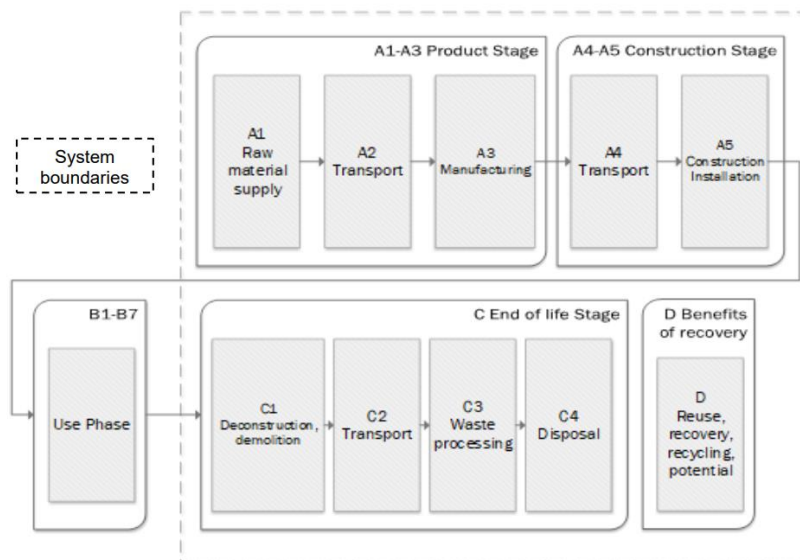 A1-A3 Product Stage
A4-A5 Construction Stage
A1
Raw
material
supply
A2
Transport
A3
Manufacturing
A4
Transport
A5
Construction
Installation
System
boundaries
B1-B7
Use Phase
C End of life Stage
C1
Deconstruction,
demolition
C2
Transport
C3
Waste
processing
C4
Disposal
D Benefits
of recovery
D
Reuse,
recovery,
recycling,
potential